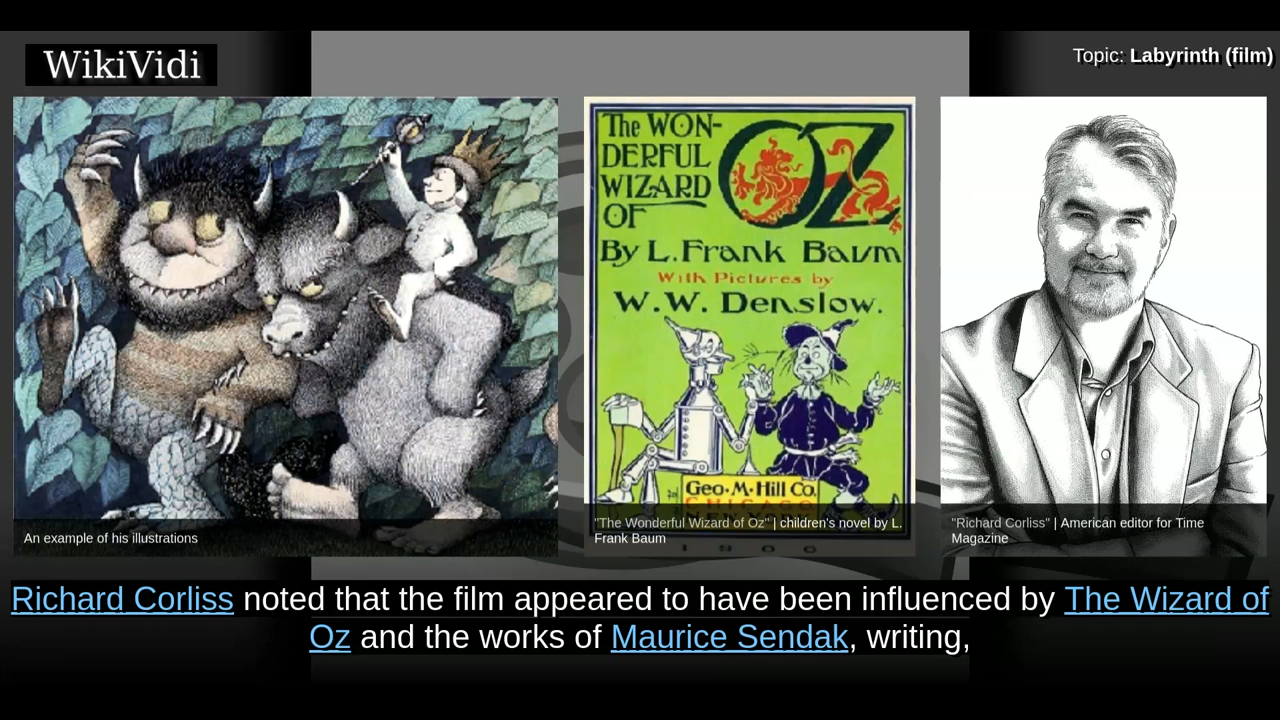 WikiVidi
Topic: Labyrinth (film)
The WON-
DERFUL
WIZARD
OF
OZ
By L. Frank Baum
With Pictures by
W. W. Denslow.
Geo. M. Hill Co.
CHICAGO
1900
An example of his illustrations
"The Wonderful Wizard of Oz" | children's novel by L.
Frank Baum
"Richard Corliss" | American editor for Time
Magazine
Richard Corliss noted that the film appeared to have been influenced by The Wizard of
Oz and the works of Maurice Sendak, writing,